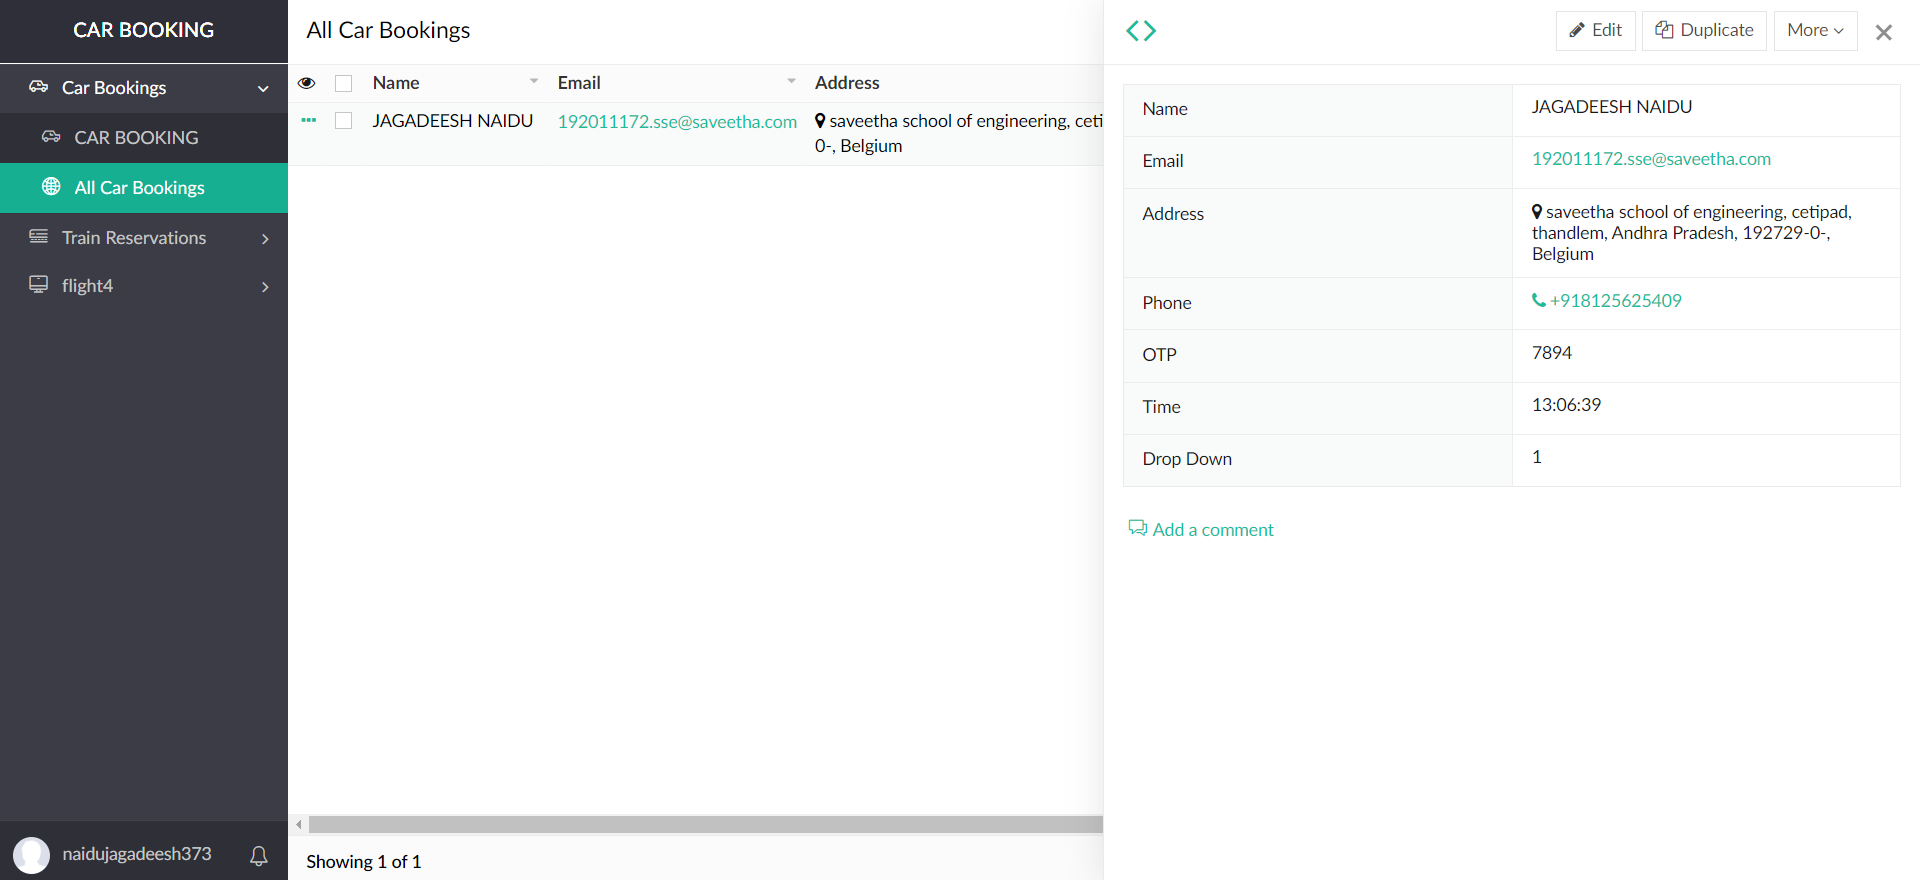 CAR BOOKING
Car Bookings
CAR BOOKING
All Car Bookings
Train Reservations
flight4
naidujagadeesh373
All Car Bookings
Name Email Address
JAGADEESH NAIDU 192011172.sse@saveetha.com saveetha school of engineering, ceti
0-, Belgium
Showing 1 of 1
Edit Duplicate More
Name JAGADEESH NAIDU
Email 192011172.sse@saveetha.com
Address saveetha school of engineering, cetipad,
thandlem, Andhra Pradesh, 192729-0-,
Belgium
Phone +918125625409
OTP 7894
Time 13:06:39
Drop Down 1
Add a comment